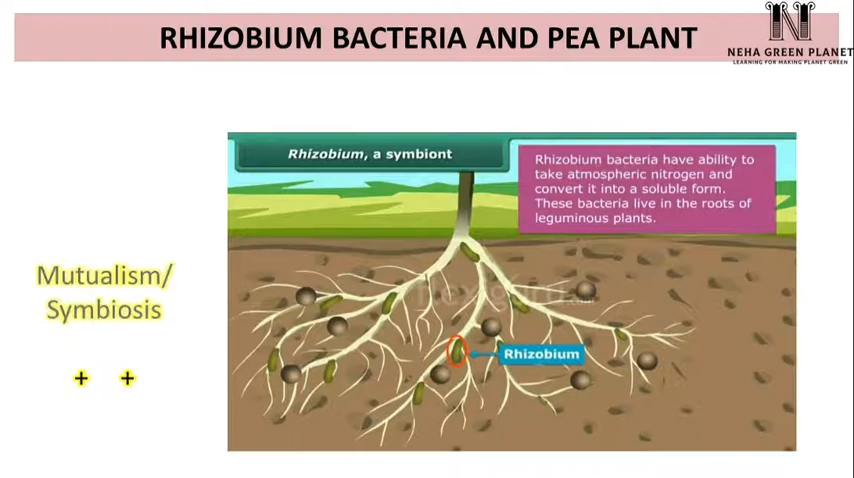 RHIZOBIUM BACTERIA AND PEA PLANT
N
NEHA GREEN PLANET
LEARNING FOR MAKING PLANET GREEN
Rhizobium, a symbiont
Rhizobium bacteria have ability to
take atmospheric nitrogen and
convert it into a soluble form.
These bacteria live in the roots of
leguminous plants.
Mutualism/
Symbiosis
Rhizobium
+ +